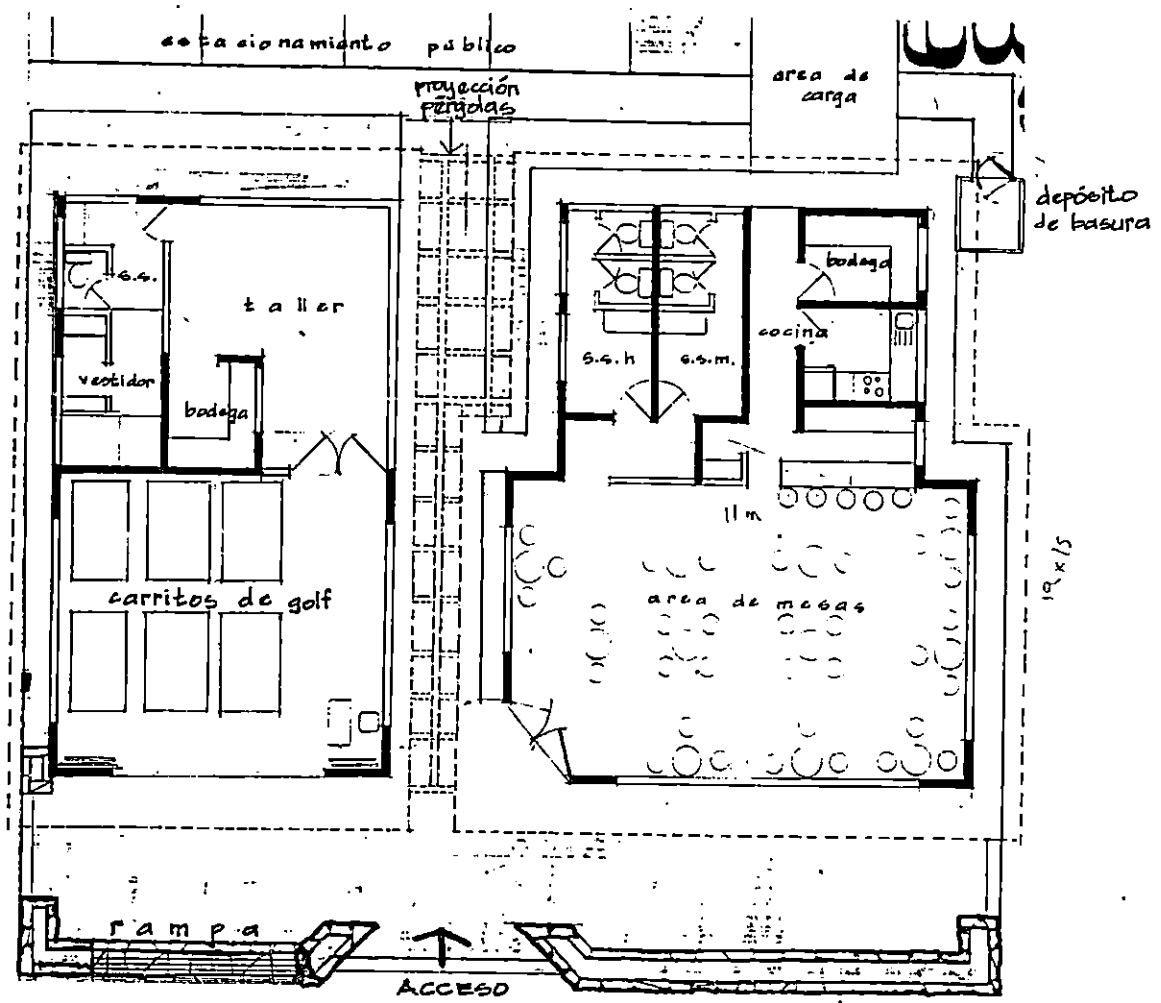 estacionamiento público
area de
carga
proyección
pérgolas
depósito
de basura
s.s.
taller
bodega
cocina
s.s.h
s.s.m.
vestidor
bodega
11m
carritos de golf
area de mesas
19x15
rampa
ACCESO